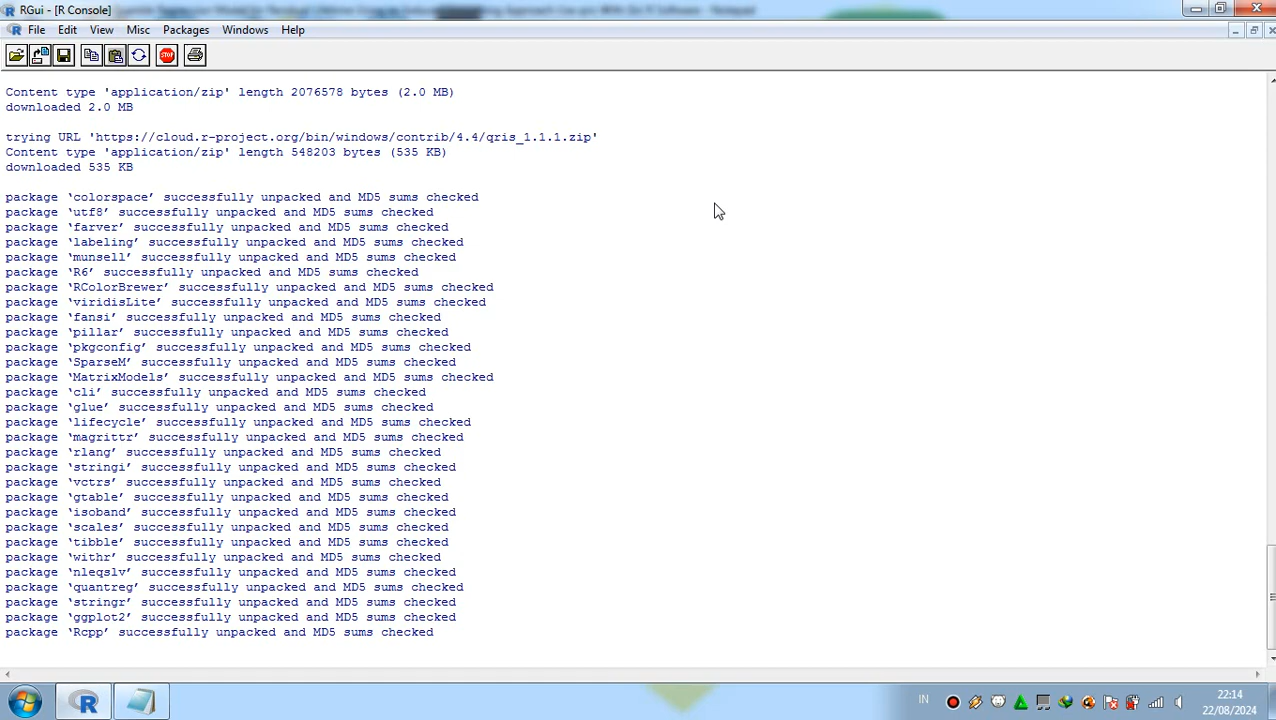 RGui - [R Console]
File Edit View Misc Packages Windows Help
STOP
Content type 'application/zip' length 2076578 bytes (2.0 MB)
downloaded 2.0 MB
trying URL 'https://cloud.r-project.org/bin/windows/contrib/4.4/qris_1.1.1.zip'
Content type 'application/zip' length 548203 bytes (535 KB)
downloaded 535 KB
package ‘colorspace’ successfully unpacked and MD5 sums checked
package ‘utf8’ successfully unpacked and MD5 sums checked
package ‘farver’ successfully unpacked and MD5 sums checked
package ‘labeling’ successfully unpacked and MD5 sums checked
package ‘munsell’ successfully unpacked and MD5 sums checked
package ‘R6’ successfully unpacked and MD5 sums checked
package ‘RColorBrewer’ successfully unpacked and MD5 sums checked
package ‘viridisLite’ successfully unpacked and MD5 sums checked
package ‘fansi’ successfully unpacked and MD5 sums checked
package ‘pillar’ successfully unpacked and MD5 sums checked
package ‘pkgconfig’ successfully unpacked and MD5 sums checked
package ‘SparseM’ successfully unpacked and MD5 sums checked
package ‘MatrixModels’ successfully unpacked and MD5 sums checked
package ‘cli’ successfully unpacked and MD5 sums checked
package ‘glue’ successfully unpacked and MD5 sums checked
package ‘lifecycle’ successfully unpacked and MD5 sums checked
package ‘magrittr’ successfully unpacked and MD5 sums checked
package ‘rlang’ successfully unpacked and MD5 sums checked
package ‘stringi’ successfully unpacked and MD5 sums checked
package ‘vctrs’ successfully unpacked and MD5 sums checked
package ‘gtable’ successfully unpacked and MD5 sums checked
package ‘isoband’ successfully unpacked and MD5 sums checked
package ‘scales’ successfully unpacked and MD5 sums checked
package ‘tibble’ successfully unpacked and MD5 sums checked
package ‘withr’ successfully unpacked and MD5 sums checked
package ‘nleqslv’ successfully unpacked and MD5 sums checked
package ‘quantreg’ successfully unpacked and MD5 sums checked
package ‘stringr’ successfully unpacked and MD5 sums checked
package ‘ggplot2’ successfully unpacked and MD5 sums checked
package ‘Rcpp’ successfully unpacked and MD5 sums checked
IN
22:14
22/08/2024